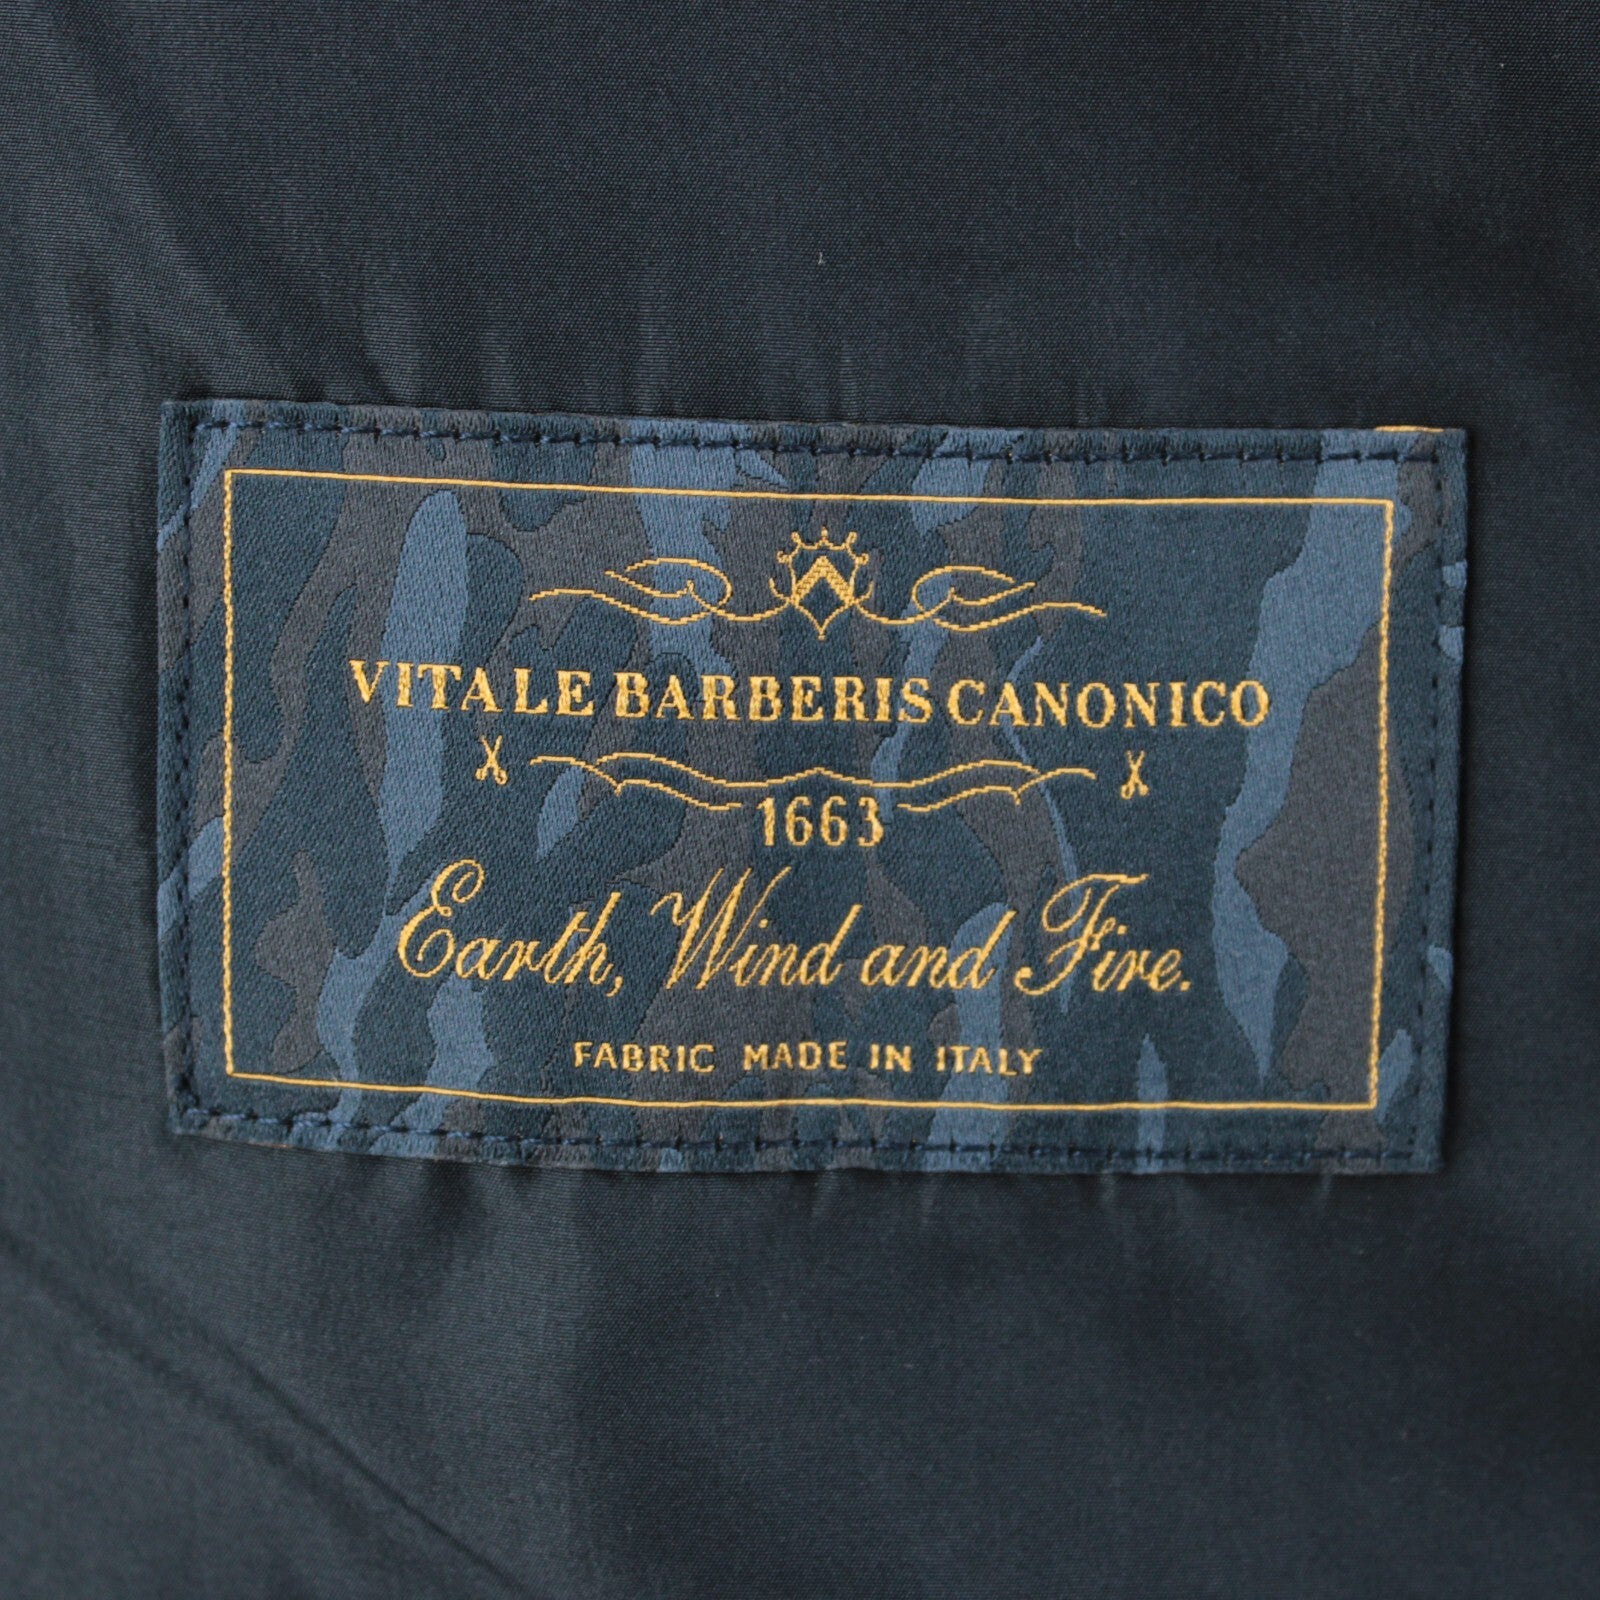 VITALE BARBERIS CANONICO
1663
Earth, Wind and Fire.
FABRIC MADE IN ITALY